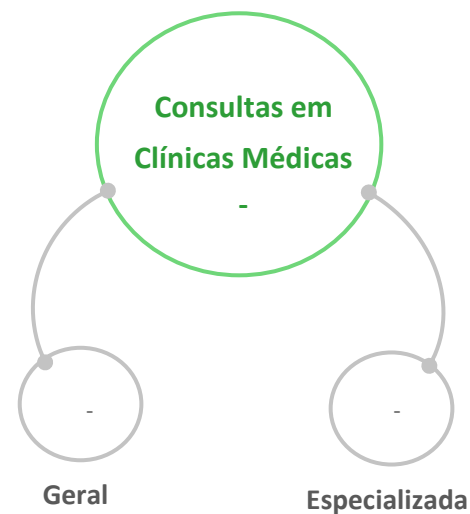 Consultas em
Clínicas Médicas
-
-
-
Geral
Especializada